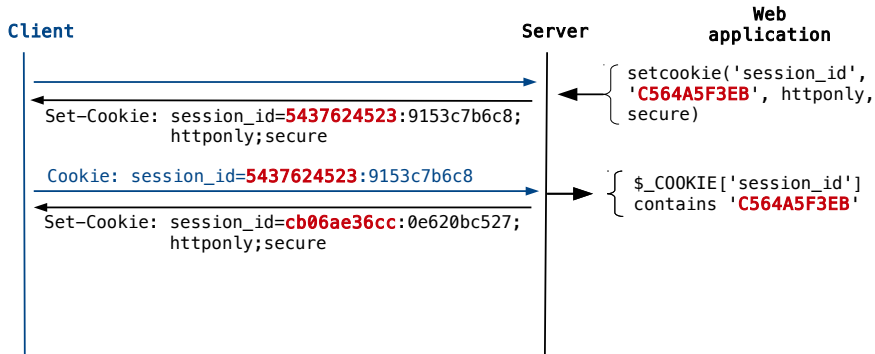 Client
Server
Web
application
setcookie('session_id',
'C564A5F3EB', httponly,
secure)
Set-Cookie: session_id=5437624523:9153c7b6c8;
httponly;secure
Cookie: session_id=5437624523:9153c7b6c8
$_COOKIE['session_id']
contains 'C564A5F3EB'
Set-Cookie: session_id=cb06ae36cc:0e620bc527;
httponly;secure